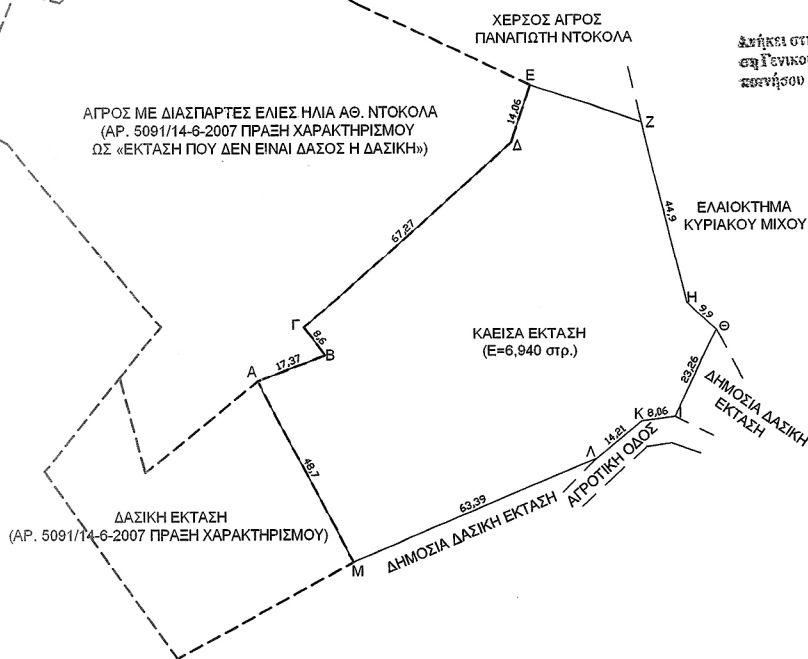 ΧΕΡΣΟΣ ΑΓΡΟΣ
ΠΑΝΑΓΙΩΤΗ ΝΤΟΚΟΛΑ
Ανήκει στη
Γενικου
Ε
14,06
Ζ
Δ
ΑΓΡΟΣ ΜΕ ΔΙΑΣΠΑΡΤΕΣ ΕΛΙΕΣ ΗΛΙΑ ΑΘ. ΝΤΟΚΟΛΑ
(ΑΡ. 5091/14-6-2007 ΠΡΑΞΗ ΧΑΡΑΚΤΗΡΙΣΜΟΥ
ΩΣ «ΕΚΤΑΣΗ ΠΟΥ ΔΕΝ ΕΙΝΑΙ ΔΑΣΟΣ Η ΔΑΣΙΚΗ»)
67,27
44,9
ΕΛΑΙΟΚΤΗΜΑ
ΚΥΡΙΑΚΟΥ ΜΙΧΟΥ
Η
9,9
Θ
Γ
8,6
Β
17,37
Α
ΚΑΕΙΣΑ ΕΚΤΑΣΗ
(Ε=6,940 στρ.)
23,26
ΔΗΜΟΣΙΑ ΔΑΣΙΚΗ
ΕΚΤΑΣΗ
Ι
Κ
8,06
14,21
Λ
ΑΓΡΟΤΙΚΗ ΟΔΟΣ
48,7
63,39
ΔΗΜΟΣΙΑ ΔΑΣΙΚΗ ΕΚΤΑΣΗ
Μ
ΔΑΣΙΚΗ ΕΚΤΑΣΗ
(ΑΡ. 5091/14-6-2007 ΠΡΑΞΗ ΧΑΡΑΚΤΗΡΙΣΜΟΥ)